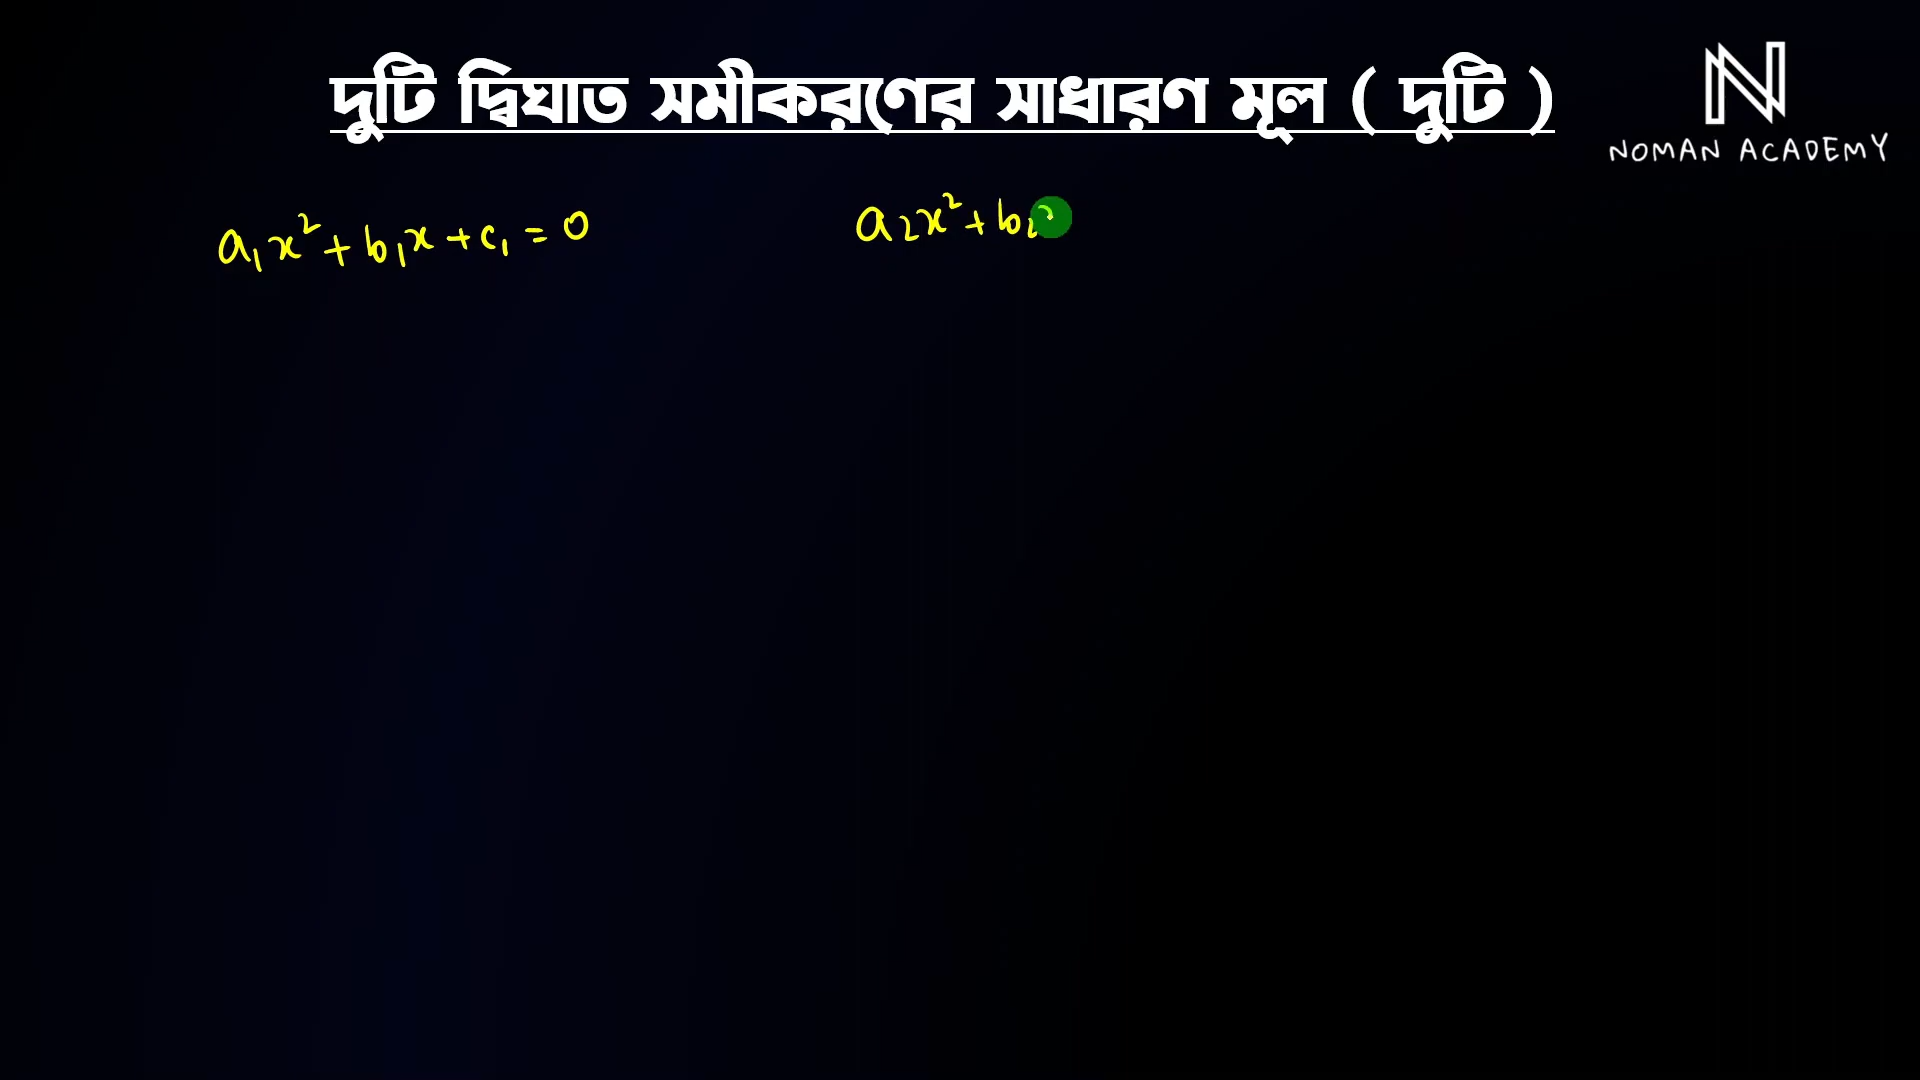 দুটি দ্বিঘাত সমীকরণের সাধারণ মূল ( দুটি )
N
NOMAN ACADEMY
a₁x² + b₁x + c₁ = 0
a₂x² + b₂